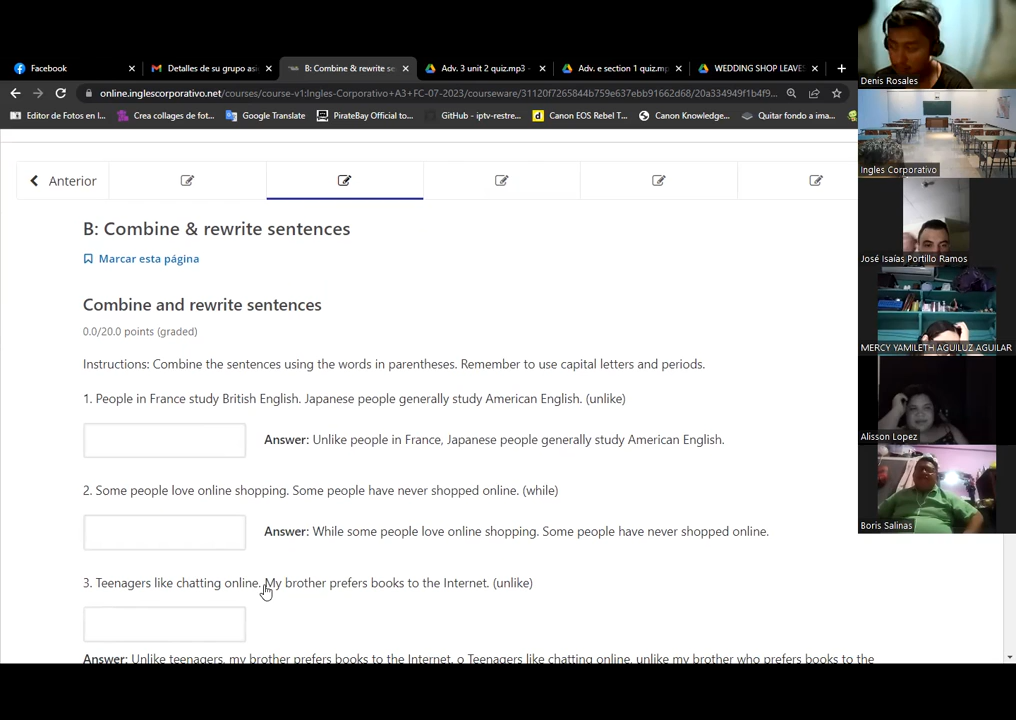 Facebook
Detalles de su grupo asi
B: Combine & rewrite se
Adv. 3 unit 2 quiz.mp3 -
Adv. e section 1 quiz.mp
WEDDING SHOP LEAVE
online.inglescorporativo.net/courses/course-v1:Ingles-Corporativo+A3+FC-07-2023/courseware/31120f7265844b759e637ebb91662d68/20a334949f1b4f9...
Editor de Fotos en l...
Crea collages de fot...
Google Translate
PirateBay Official to...
GitHub - iptv-restre...
Canon EOS Rebel T...
Canon Knowledge...
Quitar fondo a ima...
Anterior
B: Combine & rewrite sentences
Marcar esta página
Combine and rewrite sentences
0.0/20.0 points (graded)
Instructions: Combine the sentences using the words in parentheses. Remember to use capital letters and periods.
1. People in France study British English. Japanese people generally study American English. (unlike)
Answer: Unlike people in France, Japanese people generally study American English.
2. Some people love online shopping. Some people have never shopped online. (while)
Answer: While some people love online shopping. Some people have never shopped online.
3. Teenagers like chatting online. My brother prefers books to the Internet. (unlike)
Answer: Unlike teenagers, my brother prefers books to the Internet. o Teenagers like chatting online, unlike my brother who prefers books to the
Denis Rosales
Ingles Corporativo
José Isaías Portillo Ramos
MERCY YAMILETH AGUILUZ AGUILAR
Alisson Lopez
Boris Salinas